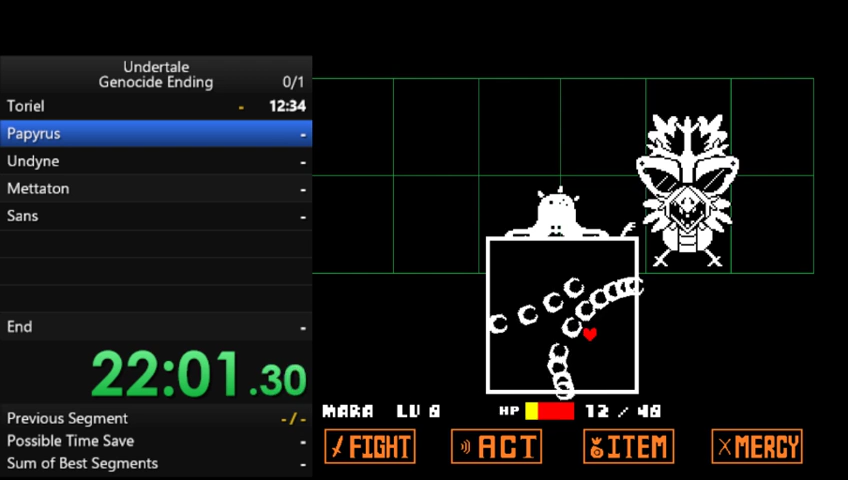 Undertale
Genocide Ending 0/1
Toriel - 12:34
Papyrus -
Undyne -
Mettaton -
Sans -
End -
22:01.30
Previous Segment -/-
Possible Time Save -
Sum of Best Segments -
MARA LV 8 HP 12 / 48
FIGHT ACT ITEM MERCY